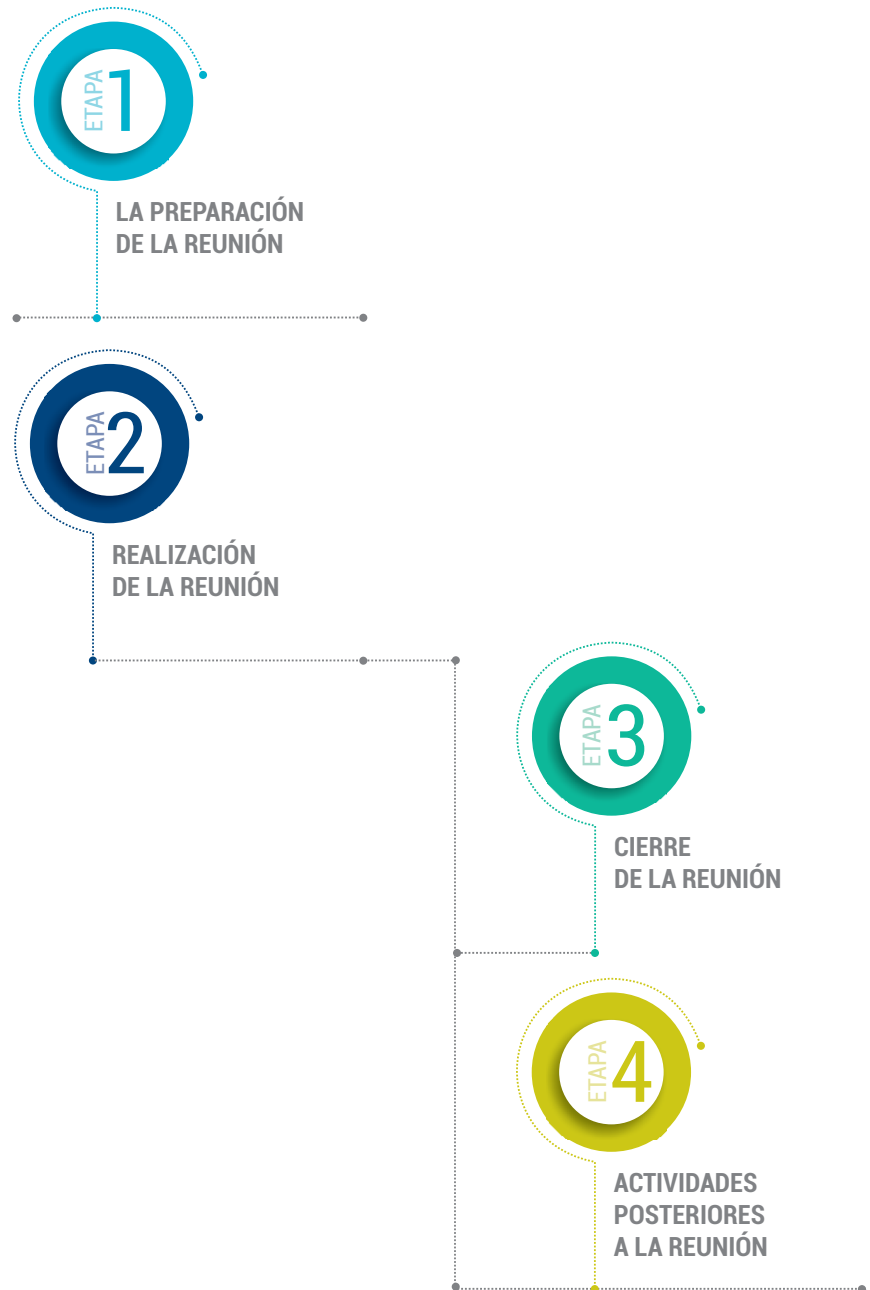 ETAPA 1
LA PREPARACIÓN
DE LA REUNIÓN
ETAPA 2
REALIZACIÓN
DE LA REUNIÓN
ETAPA 3
CIERRE
DE LA REUNIÓN
ETAPA 4
ACTIVIDADES
POSTERIORES
A LA REUNIÓN